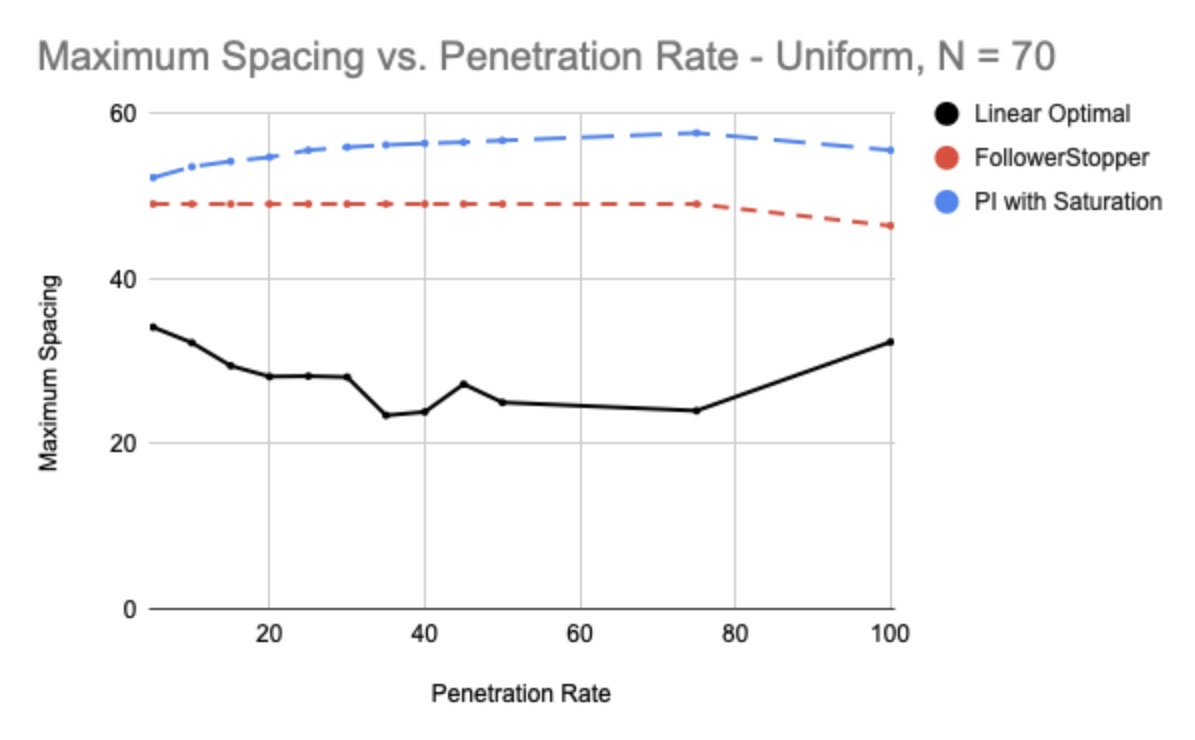 Maximum Spacing vs. Penetration Rate - Uniform, N = 70
60
40
20
0
Maximum Spacing
20 40 60 80 100
Penetration Rate
Linear Optimal
FollowerStopper
PI with Saturation